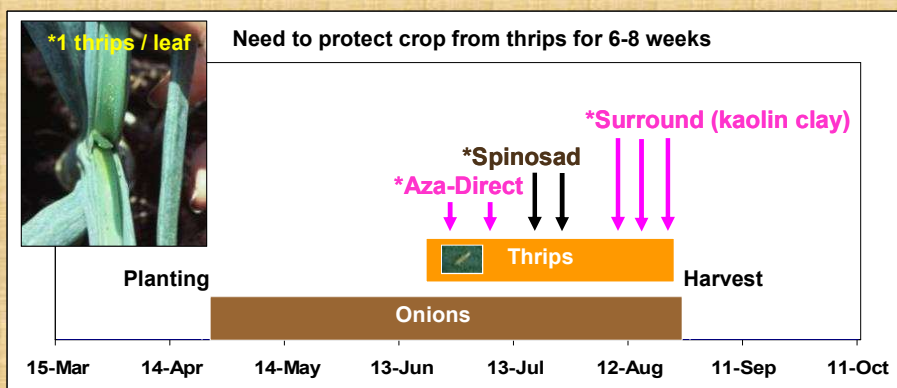 *1 thrips / leaf
Need to protect crop from thrips for 6-8 weeks
*Surround (kaolin clay)
*Spinosad
*Aza-Direct
Thrips
Planting
Harvest
Onions
15-Mar 14-Apr 14-May 13-Jun 13-Jul 12-Aug 11-Sep 11-Oct